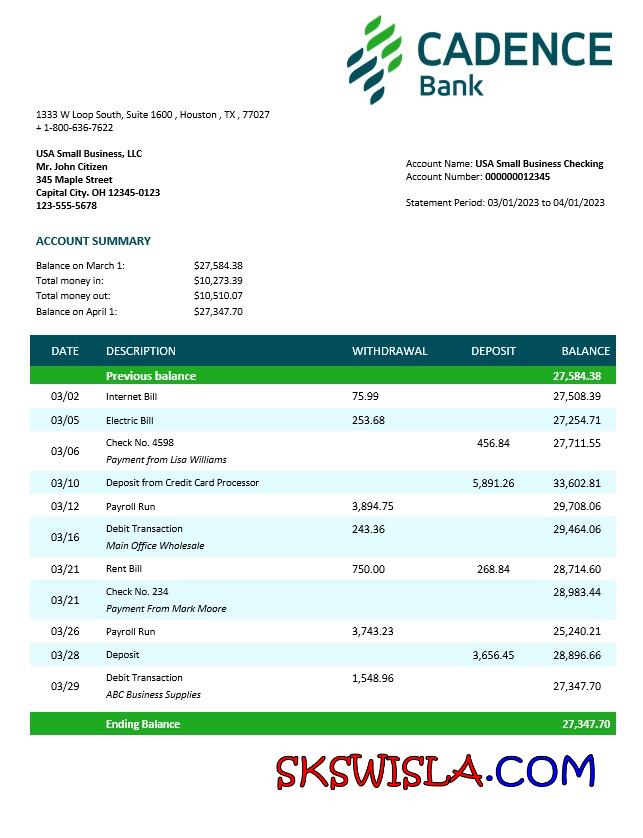 CADENCE
Bank
1333 W Loop South, Suite 1600 , Houston , TX , 77027
+ 1-800-636-7622
USA Small Business, LLC
Mr. John Citizen
345 Maple Street
Capital City. OH 12345-0123
123-555-5678
Account Name: USA Small Business Checking
Account Number: 000000012345
Statement Period: 03/01/2023 to 04/01/2023
ACCOUNT SUMMARY
Balance on March 1: $27,584.38
Total money in: $10,273.39
Total money out: $10,510.07
Balance on April 1: $27,347.70
DATE DESCRIPTION WITHDRAWAL DEPOSIT BALANCE
Previous balance 27,584.38
03/02 Internet Bill 75.99 27,508.39
03/05 Electric Bill 253.68 27,254.71
03/06 Check No. 4598 456.84 27,711.55
Payment from Lisa Williams
03/10 Deposit from Credit Card Processor 5,891.26 33,602.81
03/12 Payroll Run 3,894.75 29,708.06
03/16 Debit Transaction 243.36 29,464.06
Main Office Wholesale
03/21 Rent Bill 750.00 268.84 28,714.60
03/21 Check No. 234 28,983.44
Payment From Mark Moore
03/26 Payroll Run 3,743.23 25,240.21
03/28 Deposit 3,656.45 28,896.66
03/29 Debit Transaction 1,548.96 27,347.70
ABC Business Supplies
Ending Balance 27,347.70
SKSWISLA.COM